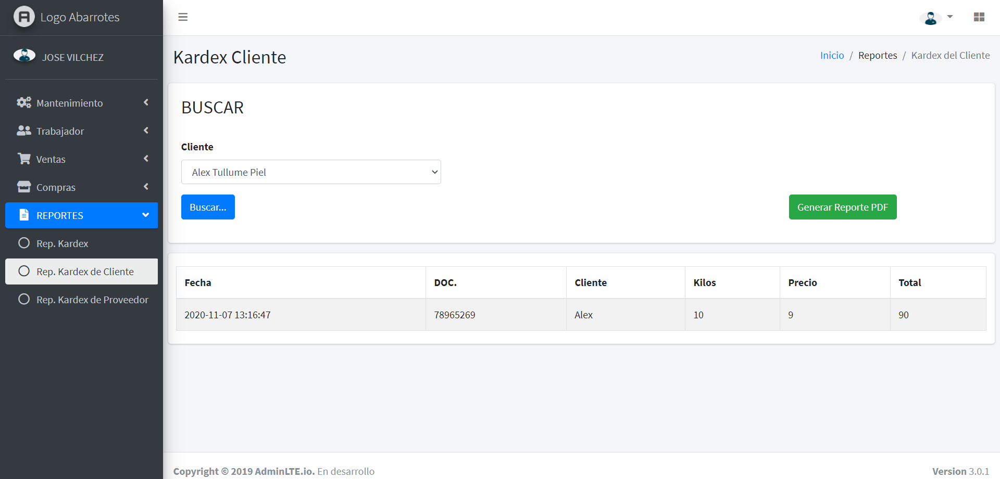 Logo Abarrotes
JOSE VILCHEZ
Mantenimiento
Trabajador
Ventas
Compras
REPORTES
Rep. Kardex
Rep. Kardex de Cliente
Rep. Kardex de Proveedor
Kardex Cliente
Inicio / Reportes / Kardex del Cliente
BUSCAR
Cliente
Alex Tullume Piel
Buscar... Generar Reporte PDF
Fecha DOC. Cliente Kilos Precio Total
2020-11-07 13:16:47 78965269 Alex 10 9 90
Copyright © 2019 AdminLTE.io. En desarrollo Version 3.0.1